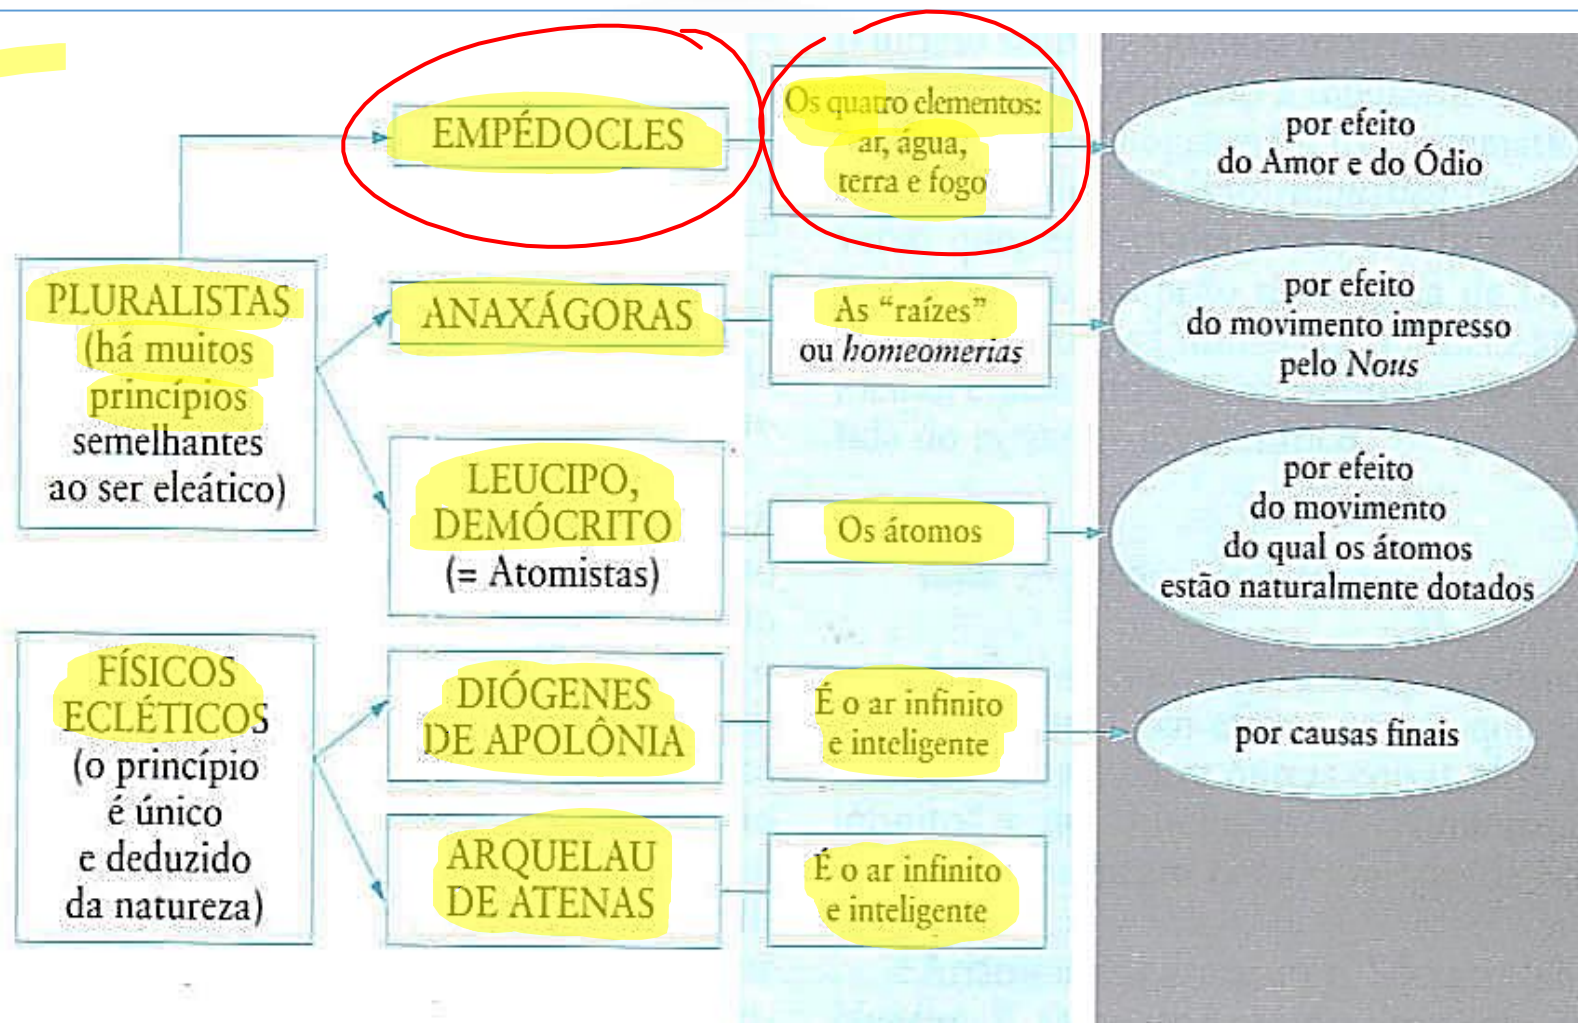 EMPÉDOCLES
Os quatro elementos:
ar, água,
terra e fogo
por efeito
do Amor e do Ódio
PLURALISTAS
(há muitos
princípios
semelhantes
ao ser eleático)
ANAXÁGORAS
As “raízes”
ou homeomerias
por efeito
do movimento impresso
pelo Nous
LEUCIPO,
DEMÓCRITO
(= Atomistas)
Os átomos
por efeito
do movimento
do qual os átomos
estão naturalmente dotados
FÍSICOS
ECLÉTICOS
(o princípio
é único
e deduzido
da natureza)
DIÓGENES
DE APOLÔNIA
É o ar infinito
e inteligente
por causas finais
ARQUELAU
DE ATENAS
É o ar infinito
e inteligente